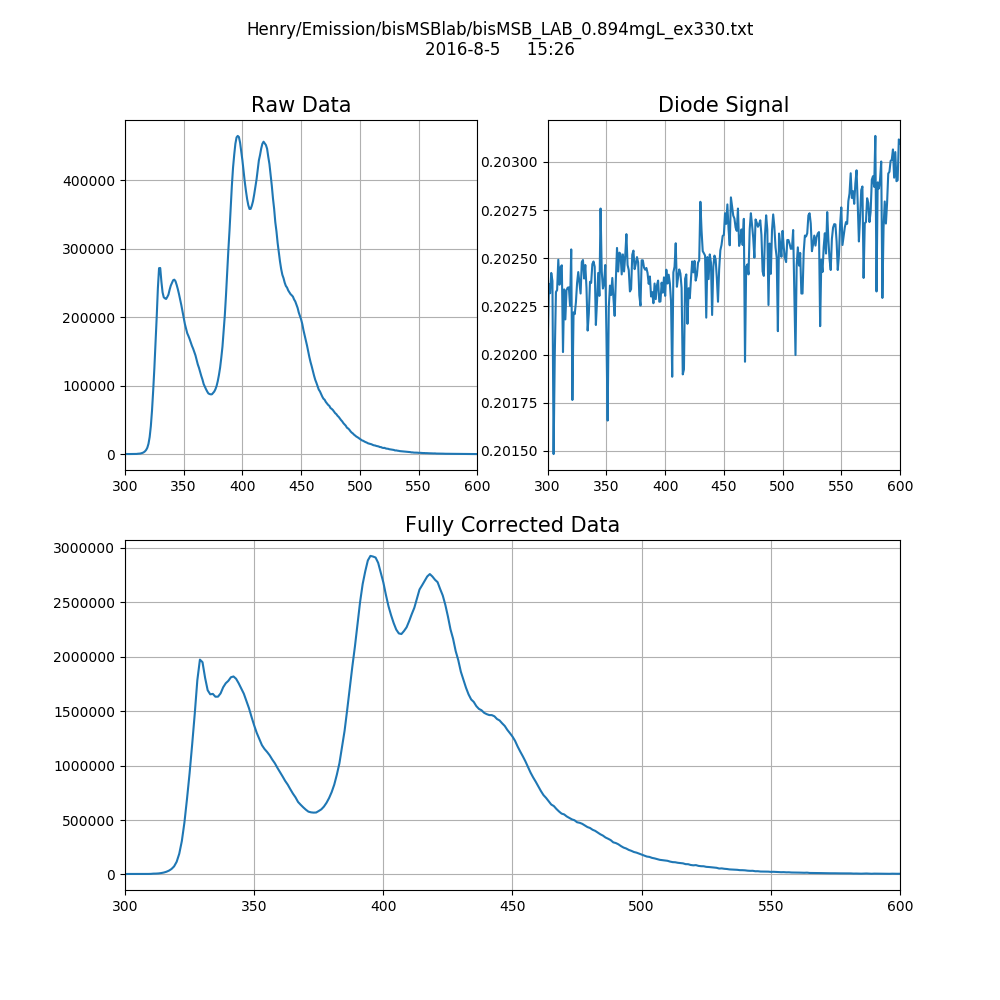 Henry/Emission/bisMSBlab/bisMSB_LAB_0.894mgL_ex330.txt
2016-8-5 15:26
Raw Data
400000
300000
200000
100000
0
300 350 400 450 500 550 600
Diode Signal
0.20300
0.20275
0.20250
0.20225
0.20200
0.20175
0.20150
300 350 400 450 500 550 600
Fully Corrected Data
3000000
2500000
2000000
1500000
1000000
500000
0
300 350 400 450 500 550 600